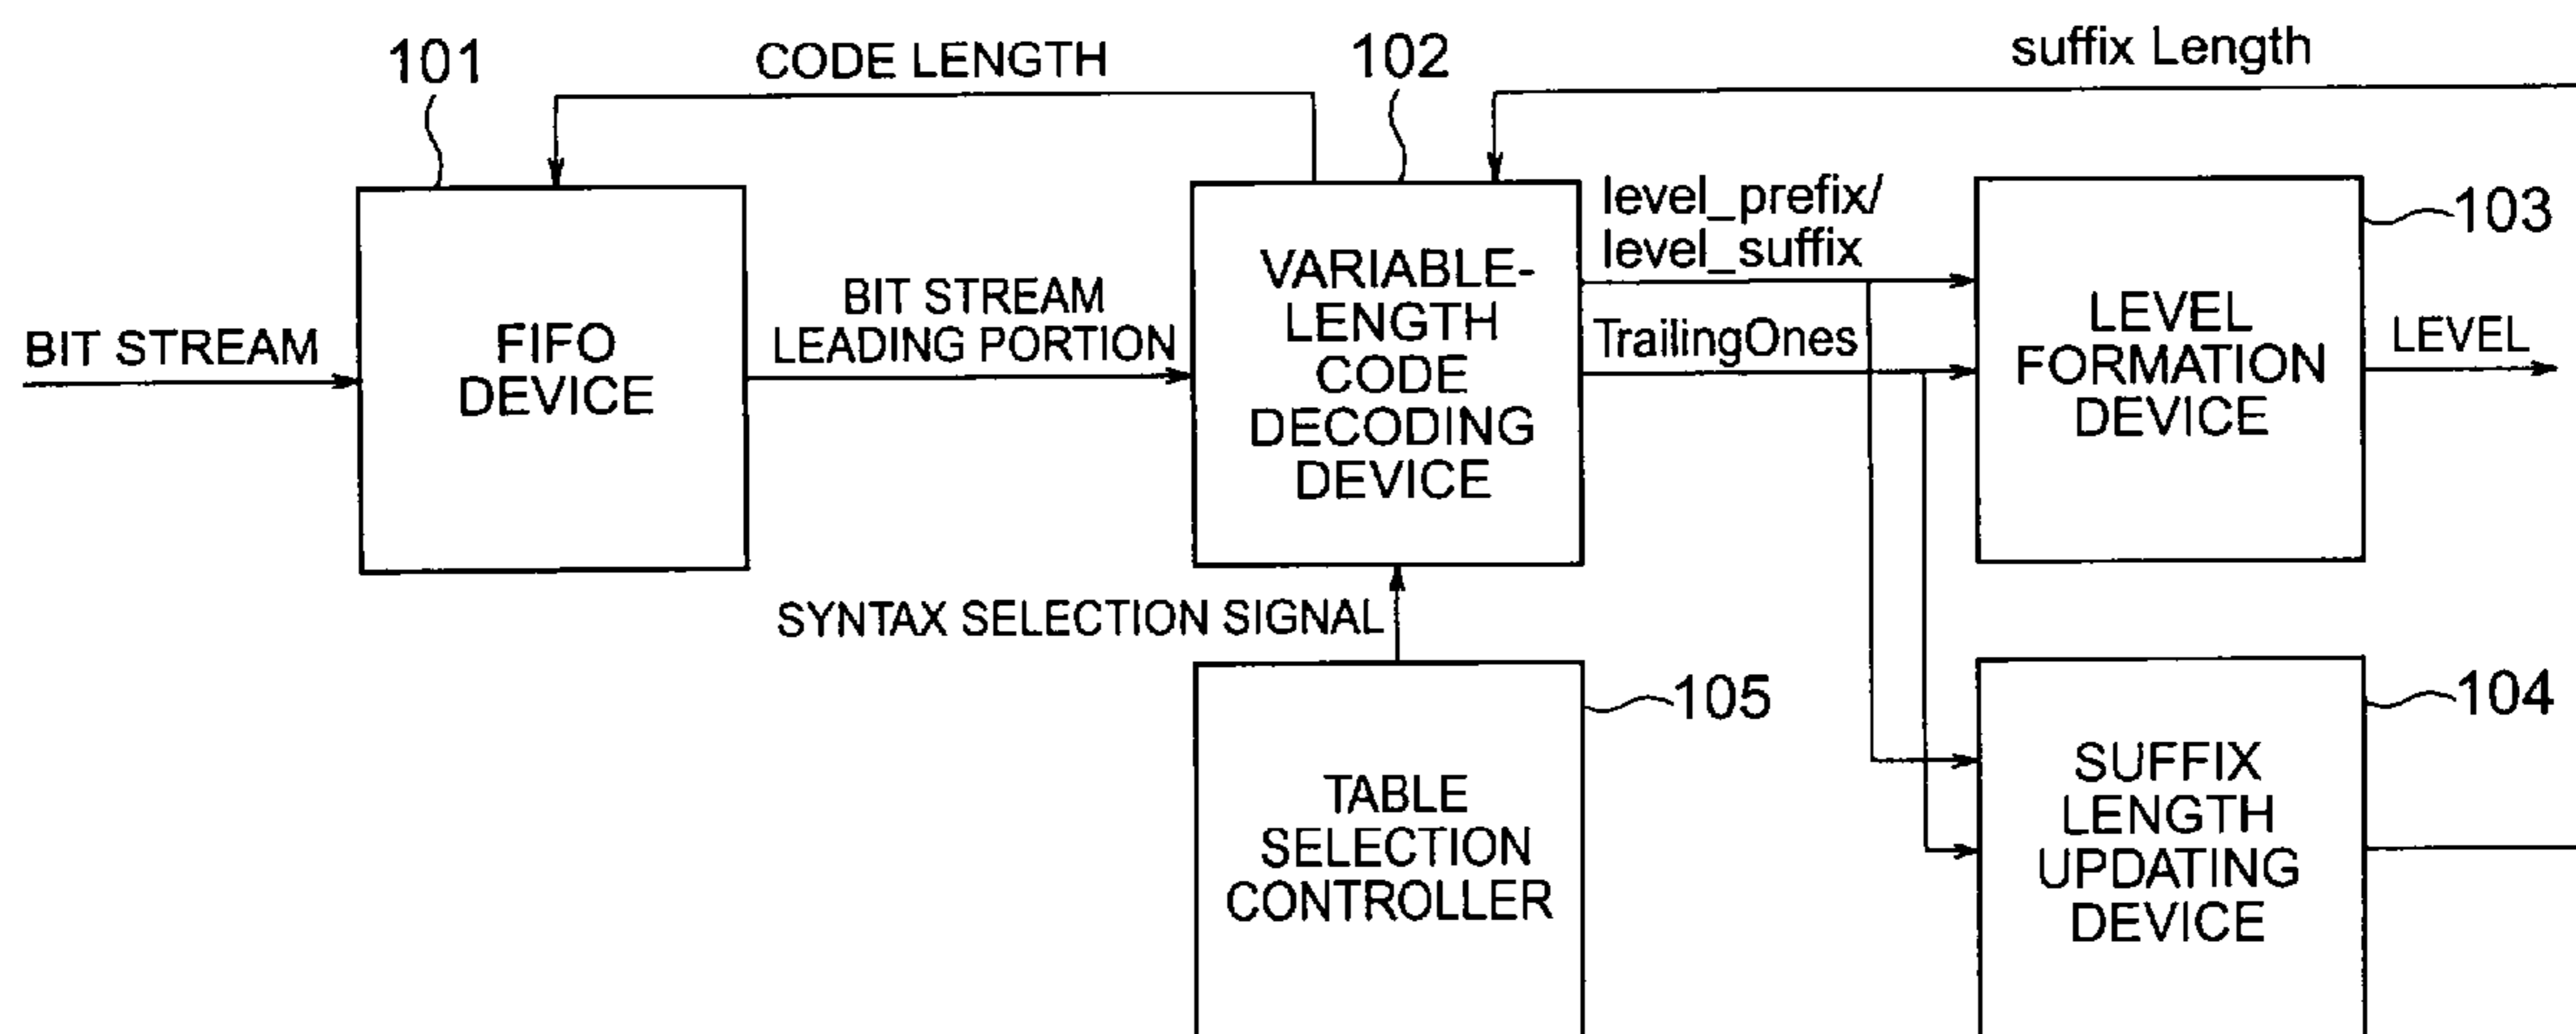 101
CODE LENGTH
102
suffix Length
BIT STREAM
FIFO
DEVICE
BIT STREAM
LEADING PORTION
VARIABLE-
LENGTH
CODE
DECODING
DEVICE
level_prefix/
level_suffix
TrailingOnes
LEVEL
FORMATION
DEVICE
103
LEVEL
SYNTAX SELECTION SIGNAL
TABLE
SELECTION
CONTROLLER
105
SUFFIX
LENGTH
UPDATING
DEVICE
104